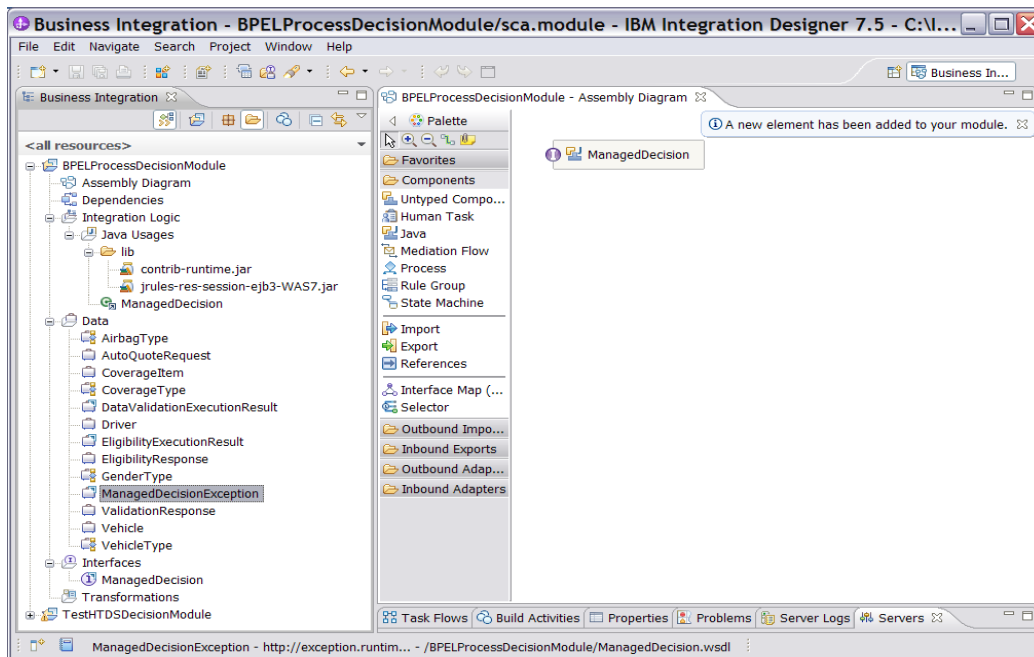 Business Integration - BPELProcessDecisionModule/sca.module - IBM Integration Designer 7.5 - C:\I...
File Edit Navigate Search Project Window Help
Business In...
Business Integration
<all resources>
BPELProcessDecisionModule
Assembly Diagram
Dependencies
Integration Logic
Java Usages
lib
contrib-runtime.jar
jrules-res-session-ejb3-WAS7.jar
ManagedDecision
Data
AirbagType
AutoQuoteRequest
CoverageItem
CoverageType
DataValidationExecutionResult
Driver
EligibilityExecutionResult
EligibilityResponse
GenderType
ManagedDecisionException
ValidationResponse
Vehicle
VehicleType
Interfaces
ManagedDecision
Transformations
TestHTDSDecisionModule
BPELProcessDecisionModule - Assembly Diagram
Palette
Favorites
Components
Untyped Compo...
Human Task
Java
Mediation Flow
Process
Rule Group
State Machine
Import
Export
References
Interface Map (...
Selector
Outbound Impo...
Inbound Exports
Outbound Adap...
Inbound Adapters
A new element has been added to your module.
ManagedDecision
Task Flows Build Activities Properties Problems Server Logs Servers
ManagedDecisionException - http://exception.runtim... - /BPELProcessDecisionModule/ManagedDecision.wsdl